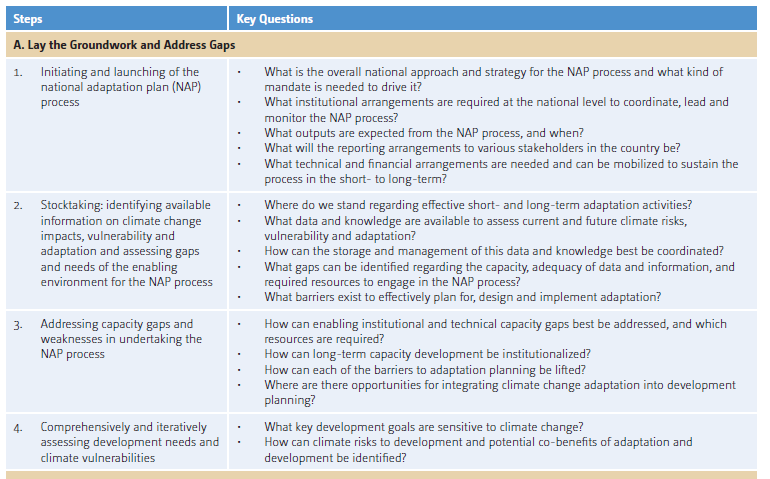 Steps
Key Questions
A. Lay the Groundwork and Address Gaps
1. Initiating and launching of the
national adaptation plan (NAP)
process
• What is the overall national approach and strategy for the NAP process and what kind of
mandate is needed to drive it?
• What institutional arrangements are required at the national level to coordinate, lead and
monitor the NAP process?
• What outputs are expected from the NAP process, and when?
• What will the reporting arrangements to various stakeholders in the country be?
• What technical and financial arrangements are needed and can be mobilized to sustain the
process in the short- to long-term?
2. Stocktaking: identifying available
information on climate change
impacts, vulnerability and
adaptation and assessing gaps
and needs of the enabling
environment for the NAP process
• Where do we stand regarding effective short- and long-term adaptation activities?
• What data and knowledge are available to assess current and future climate risks,
vulnerability and adaptation?
• How can the storage and management of this data and knowledge best be coordinated?
• What gaps can be identified regarding the capacity, adequacy of data and information, and
required resources to engage in the NAP process?
• What barriers exist to effectively plan for, design and implement adaptation?
3. Addressing capacity gaps and
weaknesses in undertaking the
NAP process
• How can enabling institutional and technical capacity gaps best be addressed, and which
resources are required?
• How can long-term capacity development be institutionalized?
• How can each of the barriers to adaptation planning be lifted?
• Where are there opportunities for integrating climate change adaptation into development
planning?
4. Comprehensively and iteratively
assessing development needs and
climate vulnerabilities
• What key development goals are sensitive to climate change?
• How can climate risks to development and potential co-benefits of adaptation and
development be identified?